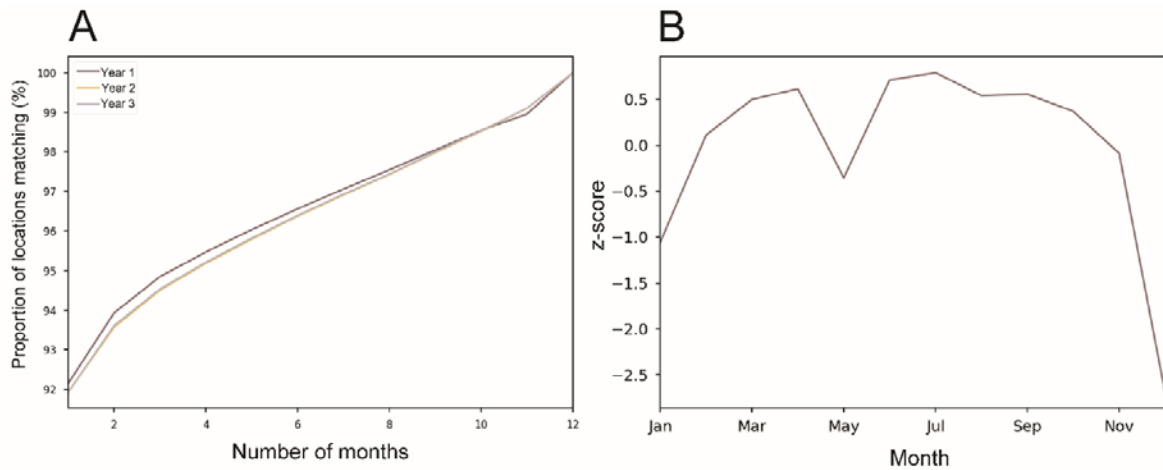 A
Proportion of locations matching (%)
100
99
98
97
96
95
94
93
92
Year 1
Year 2
Year 3
2
4
6
8
10
12
Number of months
B
z-score
0.5
0.0
−0.5
−1.0
−1.5
−2.0
−2.5
Jan
Mar
May
Jul
Sep
Nov
Month